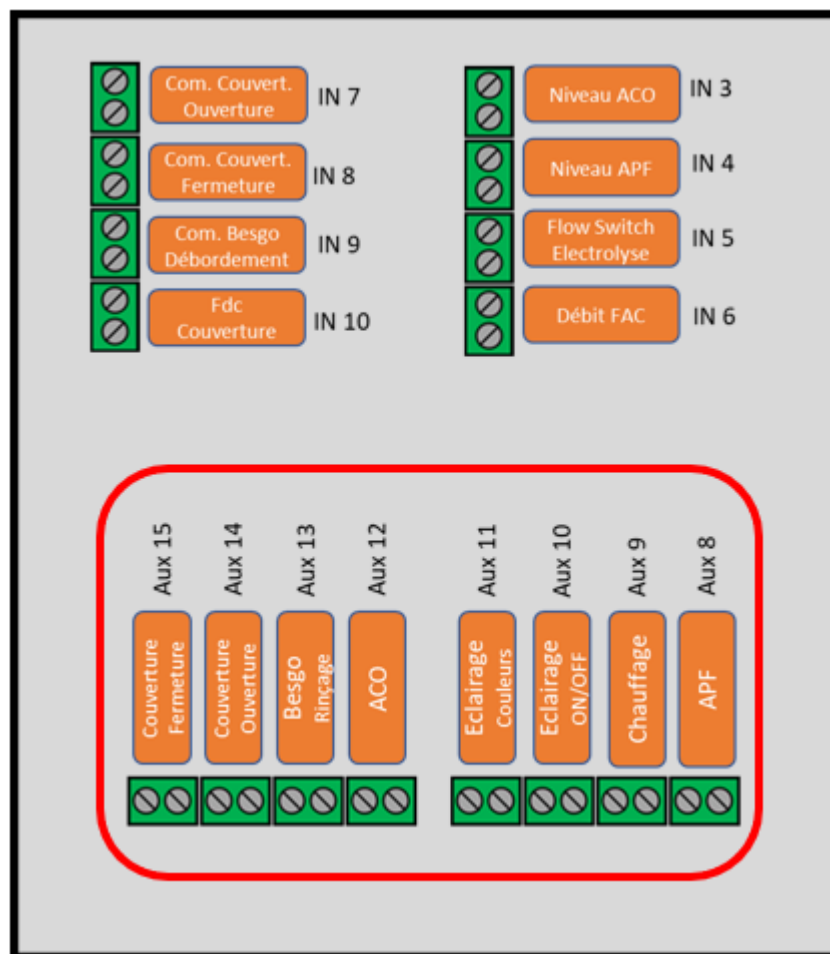 Com. Couvert.
Ouverture
IN 7
Com. Couvert.
Fermeture
IN 8
Com. Besgo
Débordement
IN 9
Fdc
Couverture
IN 10
Niveau ACO
IN 3
Niveau APF
IN 4
Flow Switch
Electrolyse
IN 5
Débit FAC
IN 6
Aux 15
Couverture
Fermeture
Aux 14
Couverture
Ouverture
Aux 13
Besgo
Rinçage
Aux 12
ACO
Aux 11
Eclairage
Couleurs
Aux 10
Eclairage
ON/OFF
Aux 9
Chauffage
Aux 8
APF